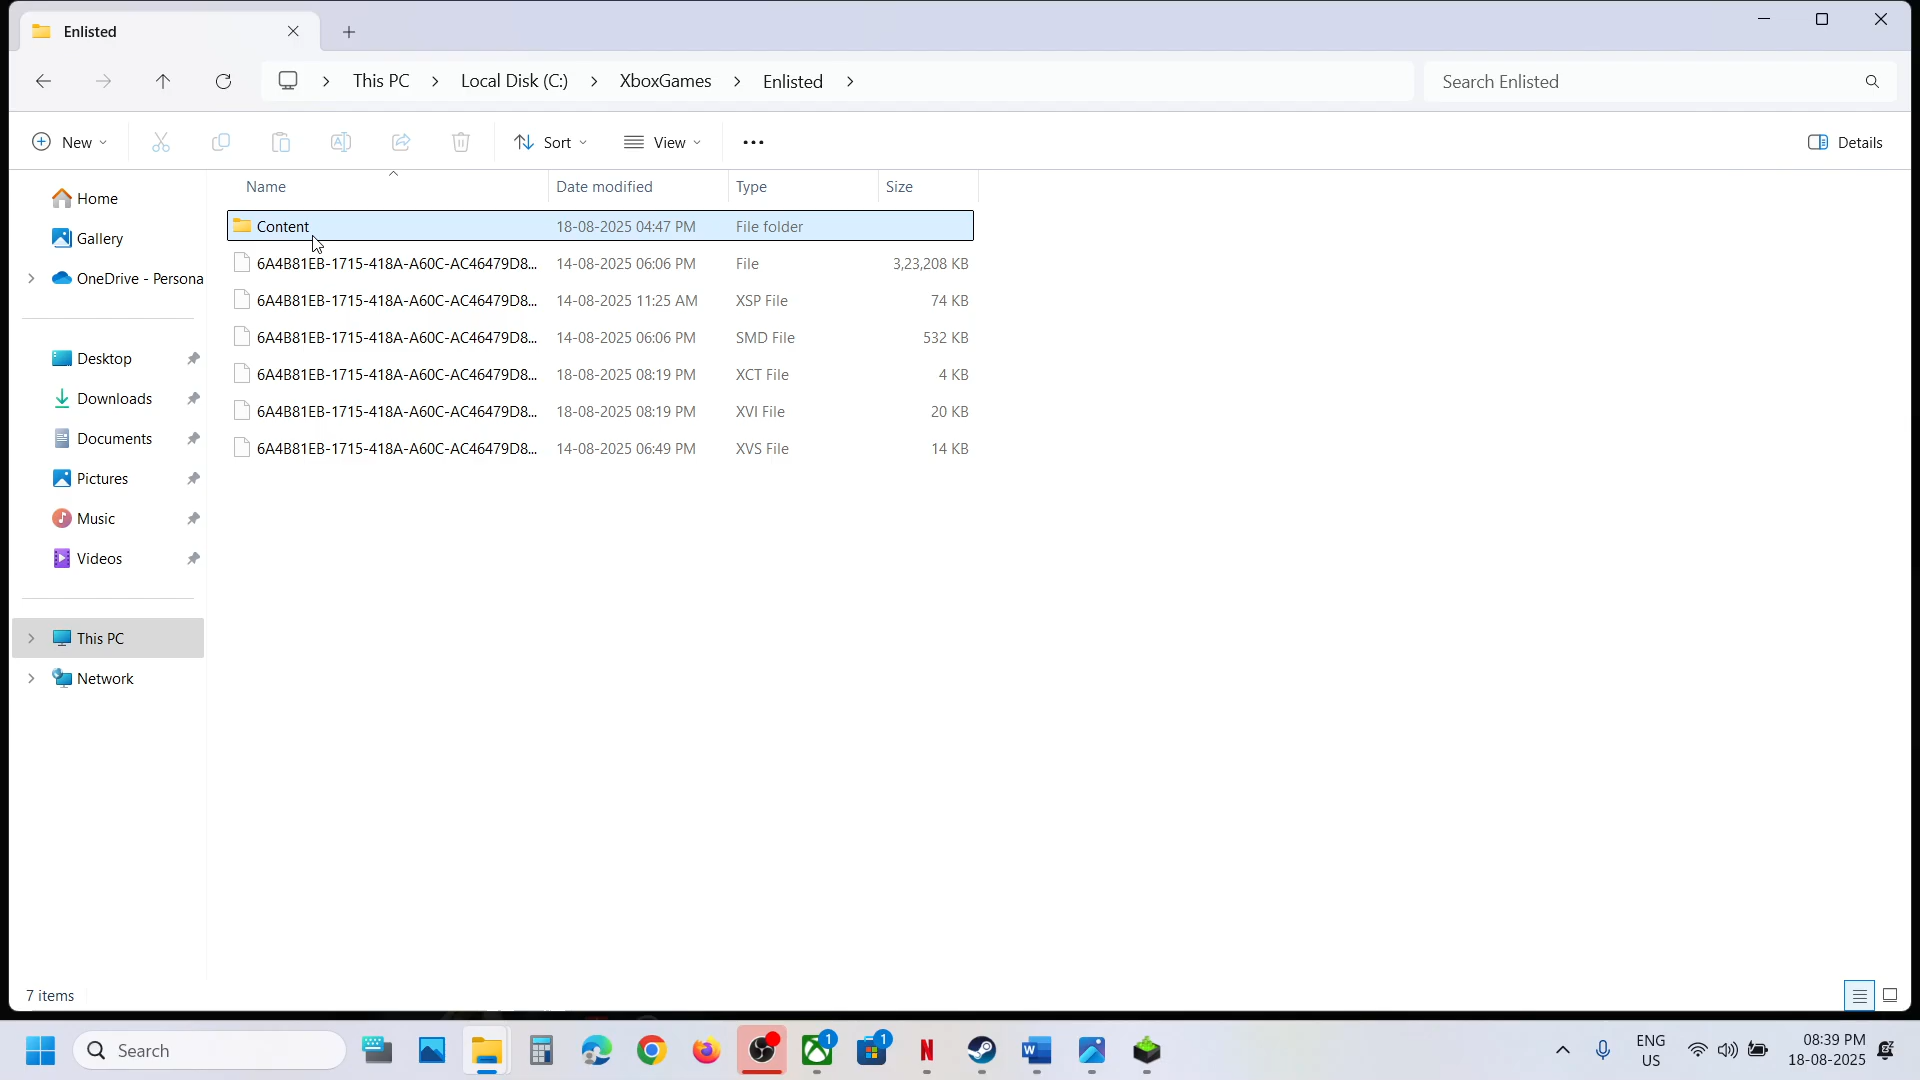 Enlisted
This PC > Local Disk (C:) > XboxGames > Enlisted >
Search Enlisted
New
Sort
View
Details
Name Date modified Type Size
Home
Gallery
OneDrive - Persona
Desktop
Downloads
Documents
Pictures
Music
Videos
This PC
Network
Content 18-08-2025 04:47 PM File folder
6A4B81EB-1715-418A-A60C-AC46479D8... 14-08-2025 06:06 PM File 3,23,208 KB
6A4B81EB-1715-418A-A60C-AC46479D8... 14-08-2025 11:25 AM XSP File 74 KB
6A4B81EB-1715-418A-A60C-AC46479D8... 14-08-2025 06:06 PM SMD File 532 KB
6A4B81EB-1715-418A-A60C-AC46479D8... 18-08-2025 08:19 PM XCT File 4 KB
6A4B81EB-1715-418A-A60C-AC46479D8... 18-08-2025 08:19 PM XVI File 20 KB
6A4B81EB-1715-418A-A60C-AC46479D8... 14-08-2025 06:49 PM XVS File 14 KB
7 items
Search
1
1
ENG
US
08:39 PM
18-08-2025